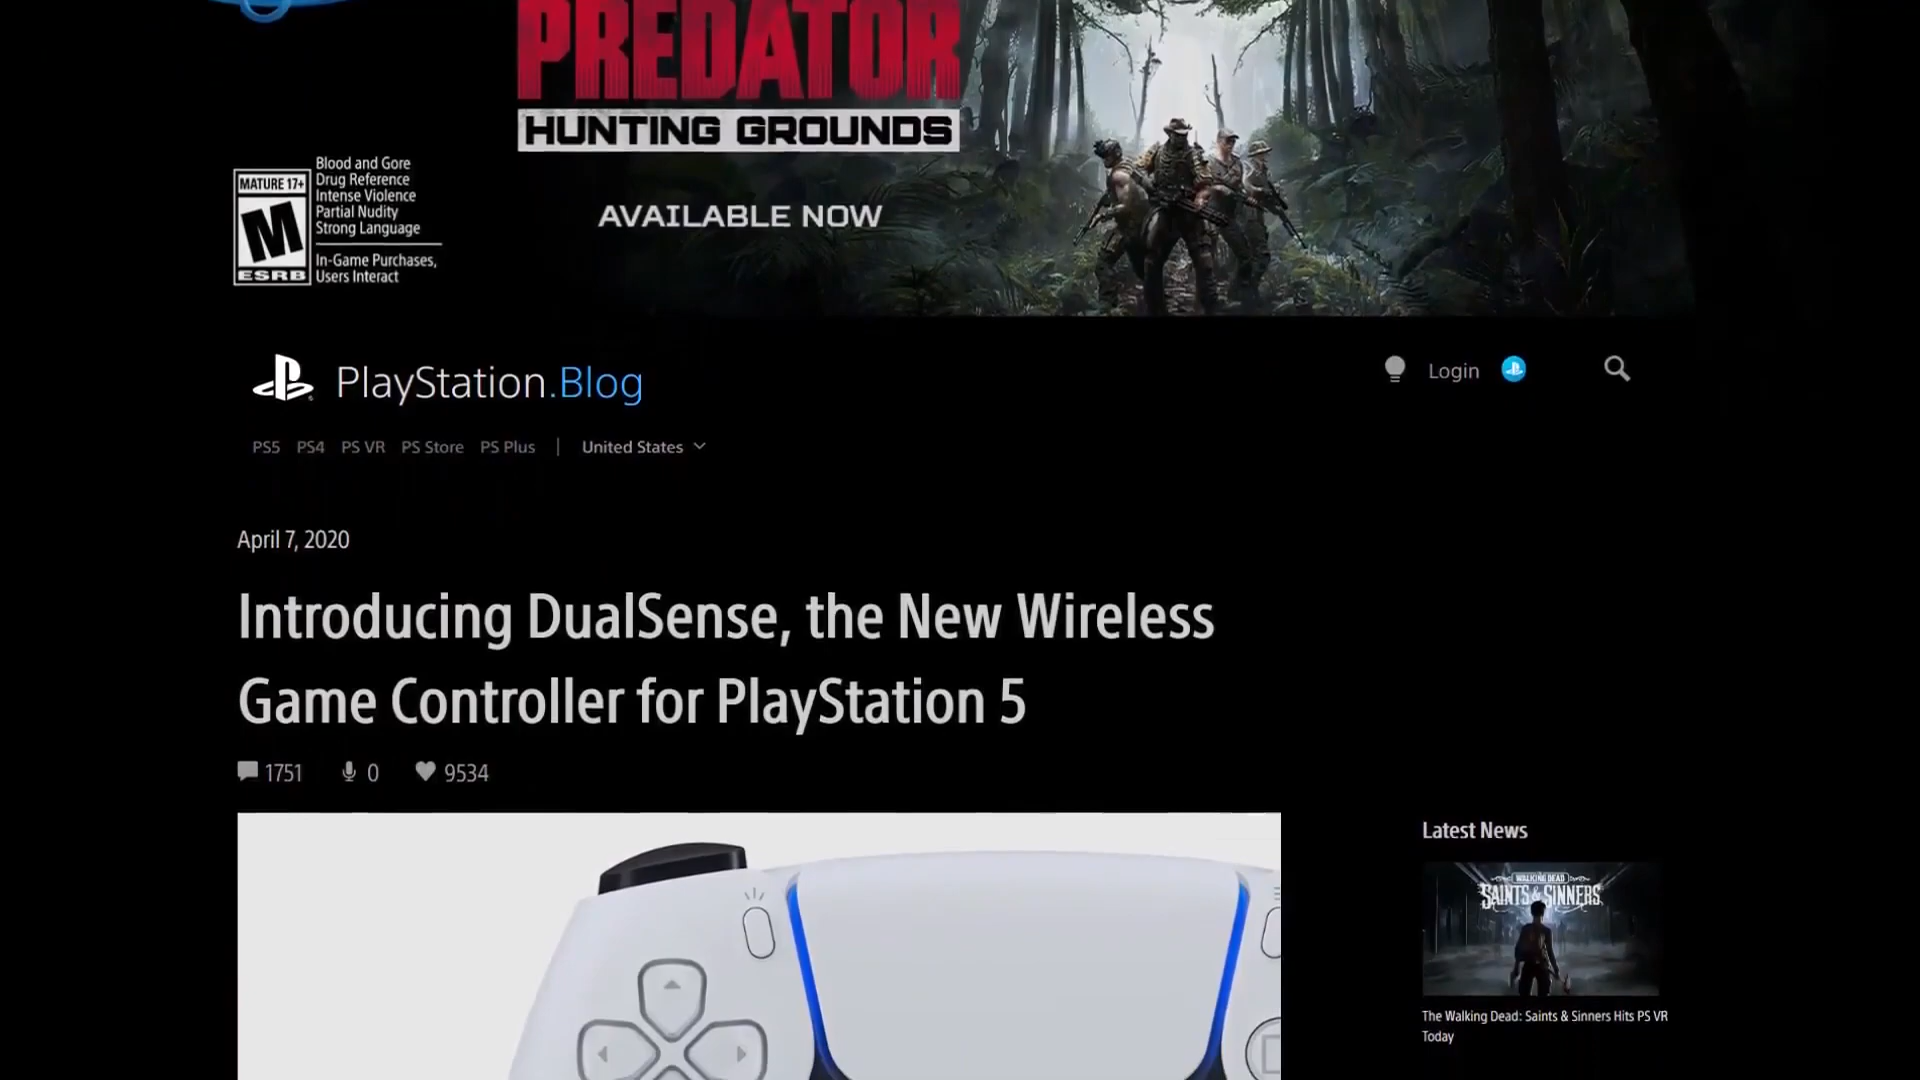 PREDATOR
HUNTING GROUNDS
AVAILABLE NOW
MATURE 17+
M
ESRB
Blood and Gore
Drug Reference
Intense Violence
Partial Nudity
Strong Language
In-Game Purchases,
Users Interact
PlayStation.Blog
Login
PS5 PS4 PS VR PS Store PS Plus | United States
April 7, 2020
Introducing DualSense, the New Wireless
Game Controller for PlayStation 5
1751 0 9534
Latest News
THE WALKING DEAD
SAINTS & SINNERS
The Walking Dead: Saints & Sinners Hits PS VR
Today